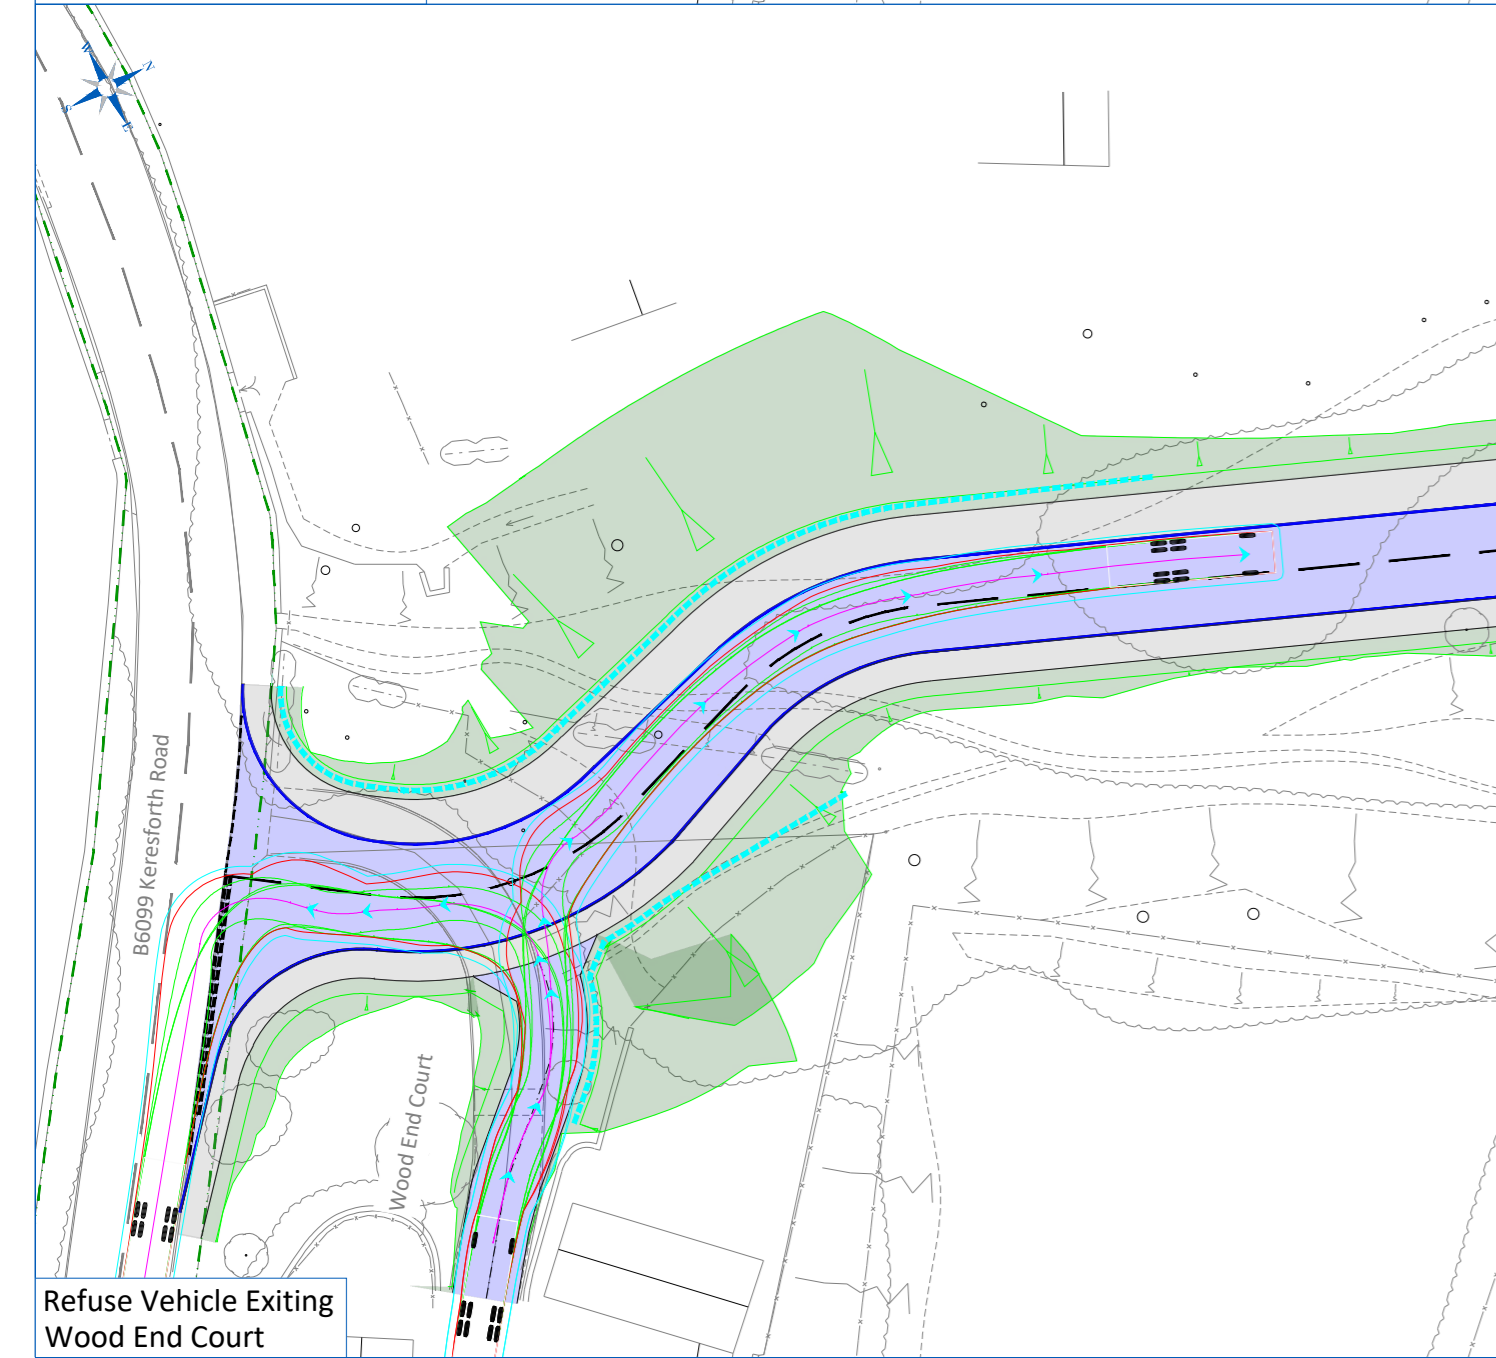 W
N
S
E
B6099 Keresforth Road
Wood End Court
Refuse Vehicle Exiting
Wood End Court